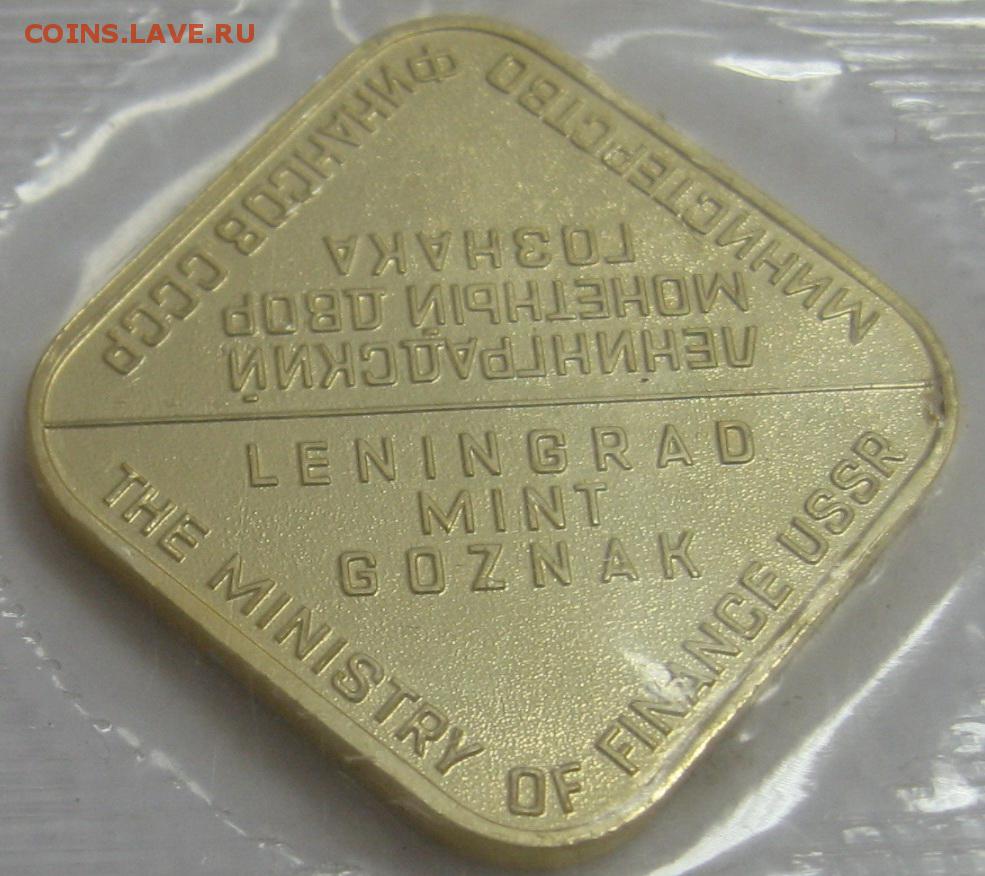 COINS.LAVE.RU
МИНИСТЕРСТВО
ФИНАНСОВ СССР
ЛЕНИНГРАДСКИЙ
МОНЕТНЫЙ ДВОР
ГОЗНАКА
LENINGRAD
MINT
GOZNAK
THE MINISTRY OF FINANCE USSR